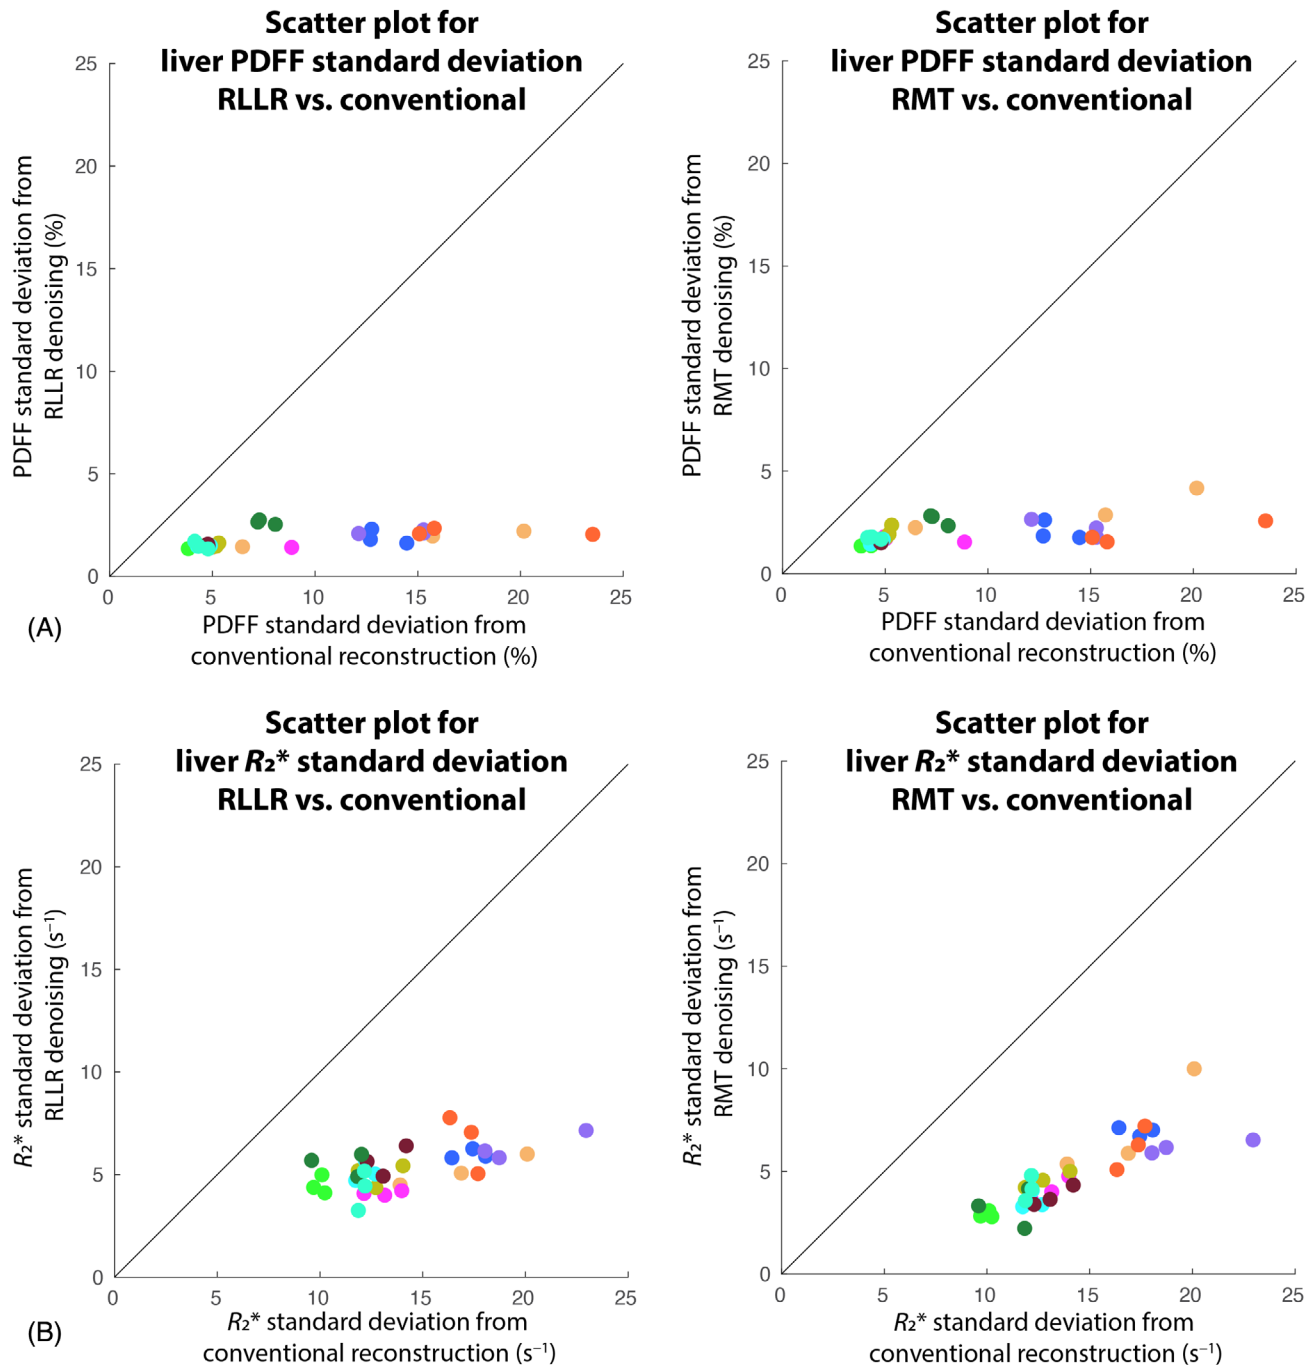 Scatter plot for
liver PDFF standard deviation
RLLR vs. conventional
25
20
15
10
5
0
0 5 10 15 20 25
PDFF standard deviation from
RLLR denoising (%)
PDFF standard deviation from
conventional reconstruction (%)
Scatter plot for
liver PDFF standard deviation
RMT vs. conventional
25
20
15
10
5
0
0 5 10 15 20 25
PDFF standard deviation from
RMT denoising (%)
PDFF standard deviation from
conventional reconstruction (%)
(A)
Scatter plot for
liver R₂* standard deviation
RLLR vs. conventional
25
20
15
10
5
0
0 5 10 15 20 25
R₂* standard deviation from
RLLR denoising (s⁻¹)
R₂* standard deviation from
conventional reconstruction (s⁻¹)
Scatter plot for
liver R₂* standard deviation
RMT vs. conventional
25
20
15
10
5
0
0 5 10 15 20 25
R₂* standard deviation from
RMT denoising (s⁻¹)
R₂* standard deviation from
conventional reconstruction (s⁻¹)
(B)